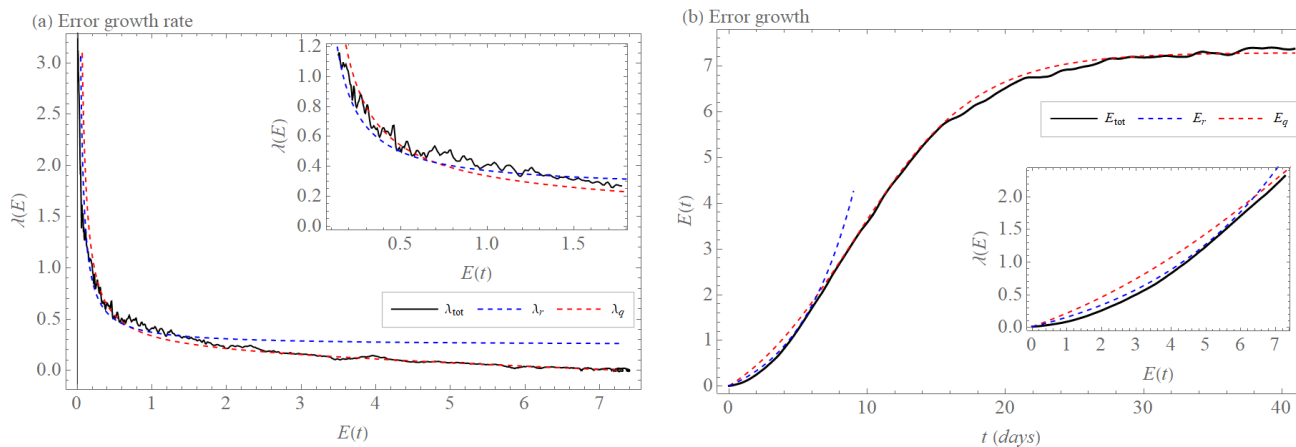 (a) Error growth rate
3.0
2.5
2.0
1.5
1.0
0.5
0.0
λ(E)
0 1 2 3 4 5 6 7
E(t)
1.2
1.0
0.8
0.6
0.4
0.2
0.0
λ(E)
0.5 1.0 1.5
E(t)
λtot λr λq
(b) Error growth
7
6
5
4
3
2
1
0
E(t)
0 10 20 30 40
t (days)
Etot Er Eq
2.0
1.5
1.0
0.5
0.0
λ(E)
0 1 2 3 4 5 6 7
E(t)